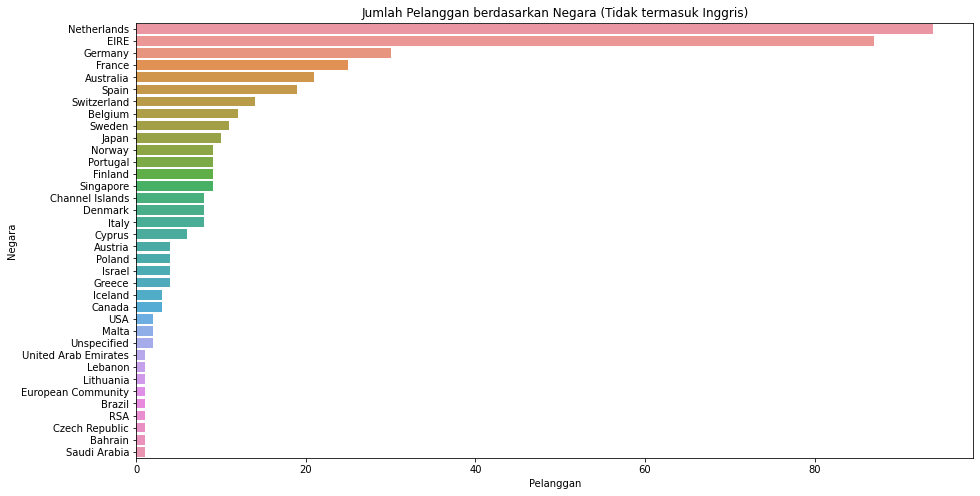 Jumlah Pelanggan berdasarkan Negara (Tidak termasuk Inggris)
Negara
Netherlands
EIRE
Germany
France
Australia
Spain
Switzerland
Belgium
Sweden
Japan
Norway
Portugal
Finland
Singapore
Channel Islands
Denmark
Italy
Cyprus
Austria
Poland
Israel
Greece
Iceland
Canada
USA
Malta
Unspecified
United Arab Emirates
Lebanon
Lithuania
European Community
Brazil
RSA
Czech Republic
Bahrain
Saudi Arabia
0 20 40 60 80
Pelanggan